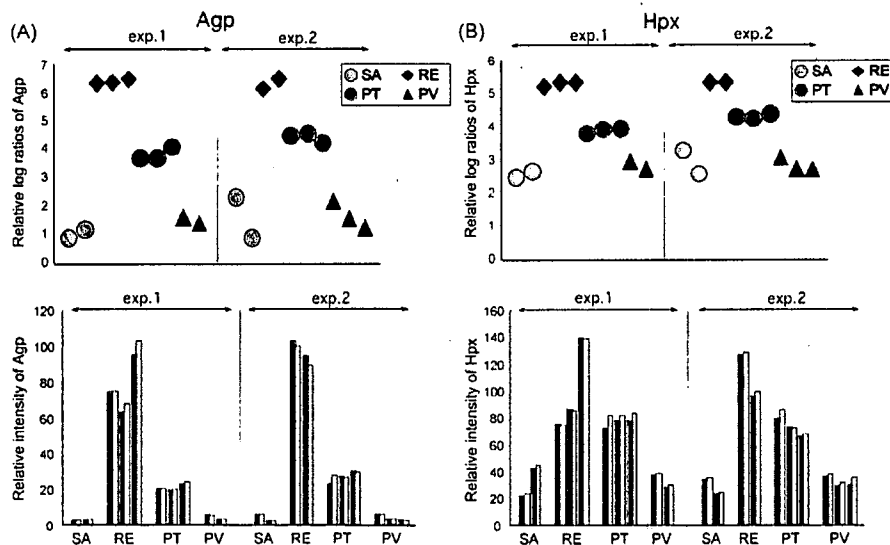 Agp
(A)
exp.1
exp.2
Relative log ratios of Agp
7
6
5
4
3
2
1
0
SA
RE
PT
PV
exp.1
exp.2
Relative intensity of Agp
120
100
80
60
40
20
0
SA
RE
PT
PV
SA
RE
PT
PV
Hpx
(B)
exp.1
exp.2
Relative log ratios of Hpx
6
5
4
3
2
1
0
SA
RE
PT
PV
exp.1
exp.2
Relative intensity of Hpx
160
140
120
100
80
60
40
20
0
SA
RE
PT
PV
SA
RE
PT
PV